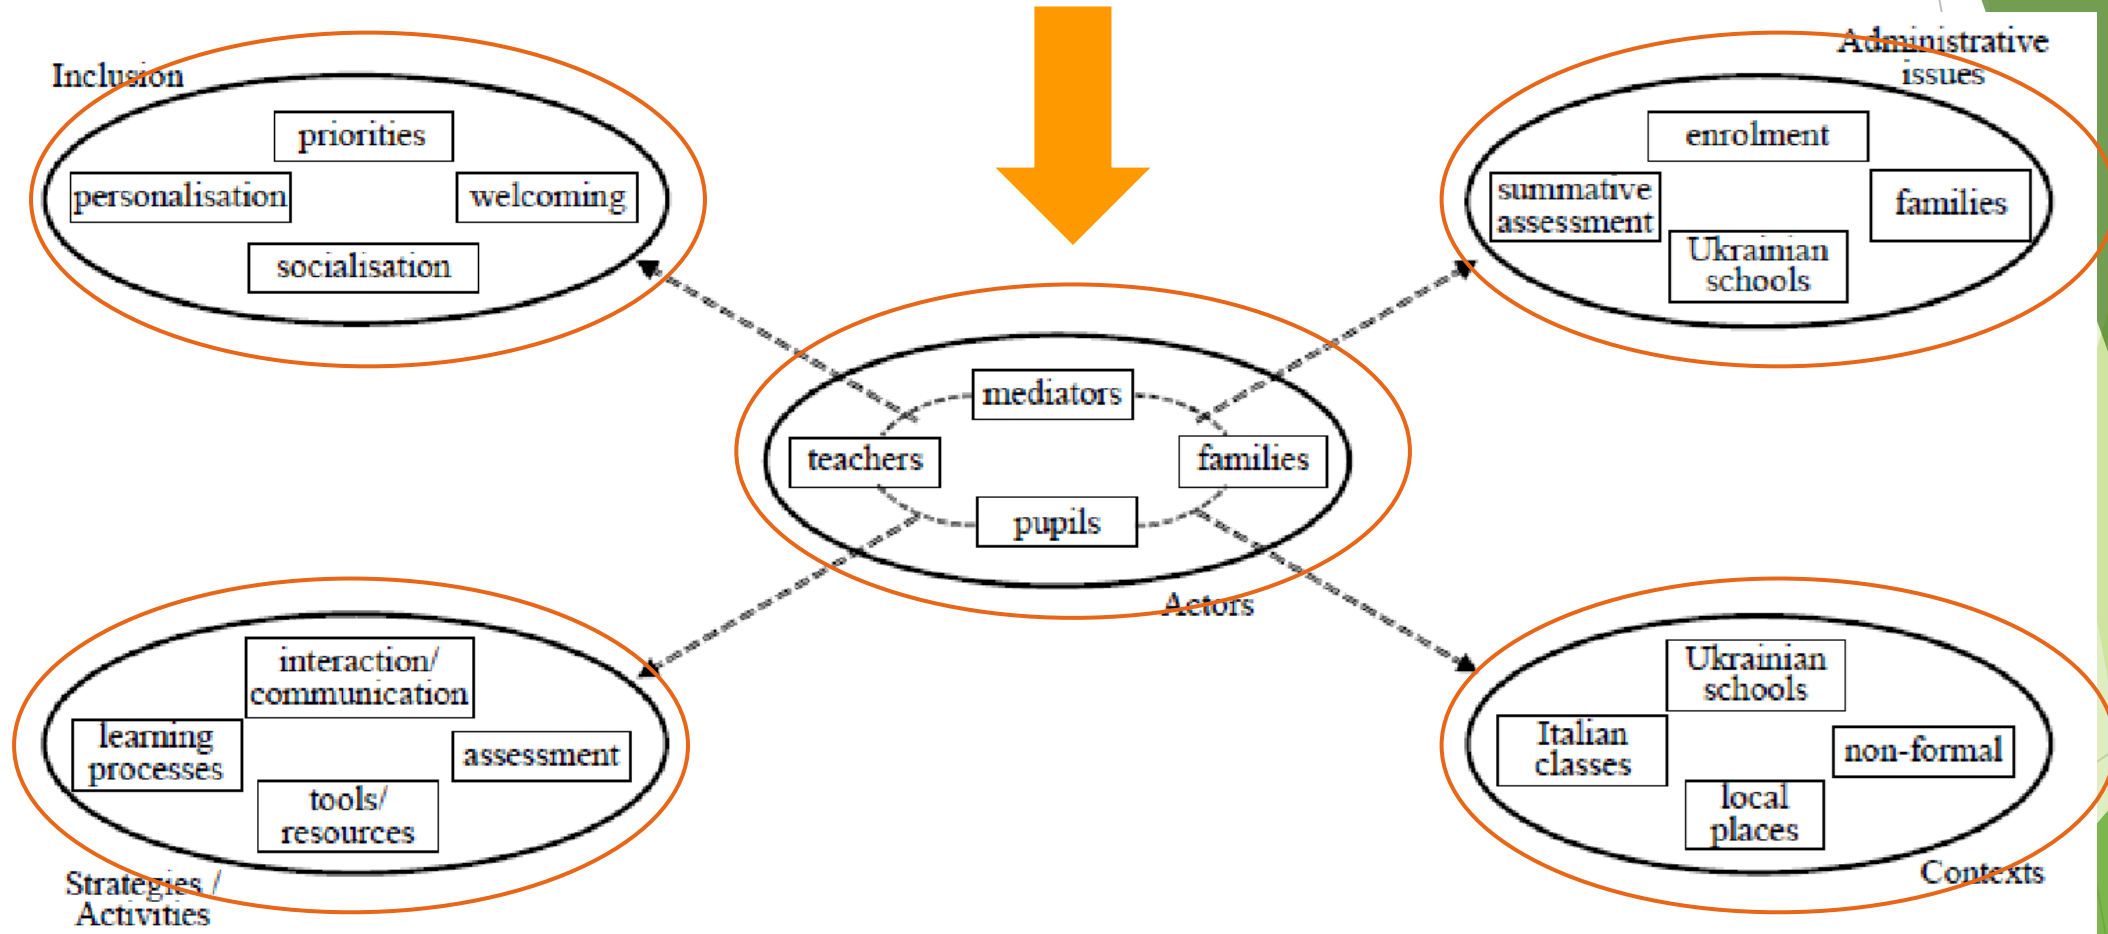 Inclusion
priorities
personalisation
welcoming
socialisation
Administrative
issues
enrolment
summative
assessment
families
Ukrainian
schools
mediators
teachers
families
pupils
Actors
interaction/
communication
learning
processes
assessment
tools/
resources
Strategies /
Activities
Ukrainian
schools
Italian
classes
non-formal
local
places
Contexts